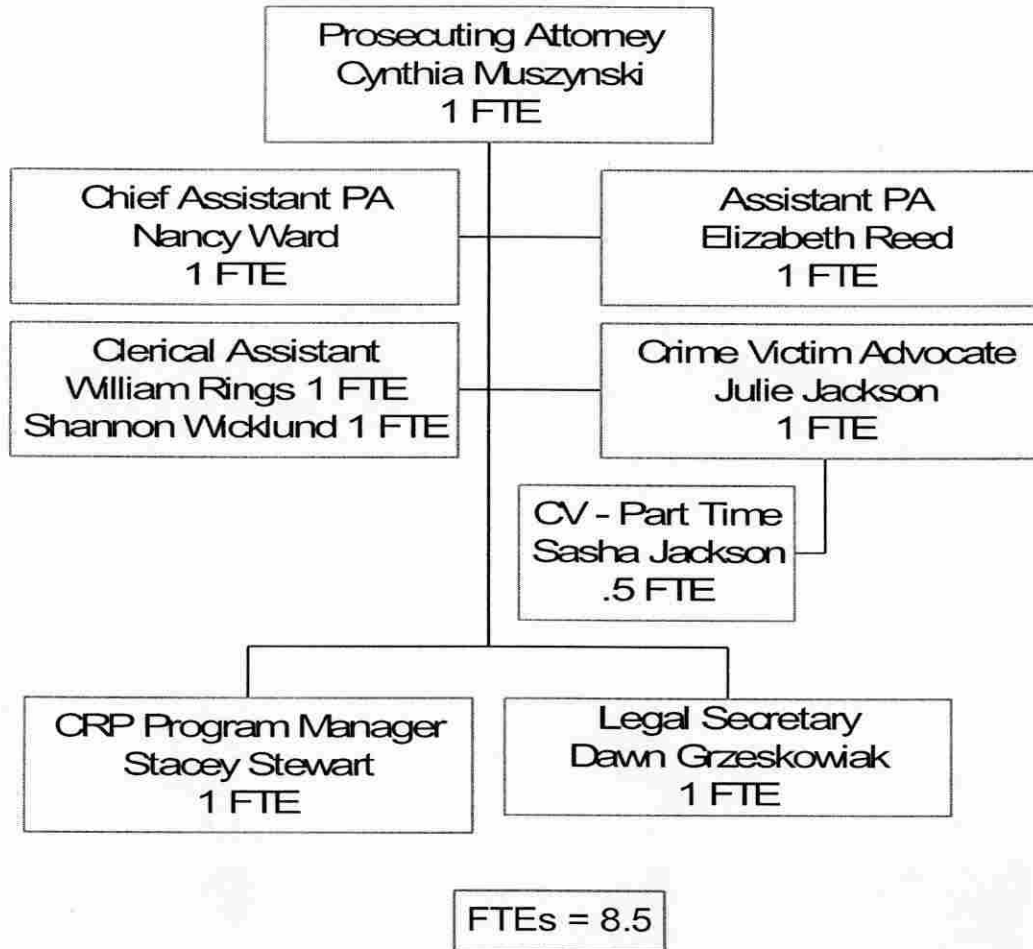 Prosecuting Attorney
Cynthia Muszynski
1 FTE
Chief Assistant PA
Nancy Ward
1 FTE
Assistant PA
Elizabeth Reed
1 FTE
Clerical Assistant
William Rings 1 FTE
Shannon Wicklund 1 FTE
Crime Victim Advocate
Julie Jackson
1 FTE
CV - Part Time
Sasha Jackson
.5 FTE
CRP Program Manager
Stacey Stewart
1 FTE
Legal Secretary
Dawn Grzeskowiak
1 FTE
FTEs = 8.5